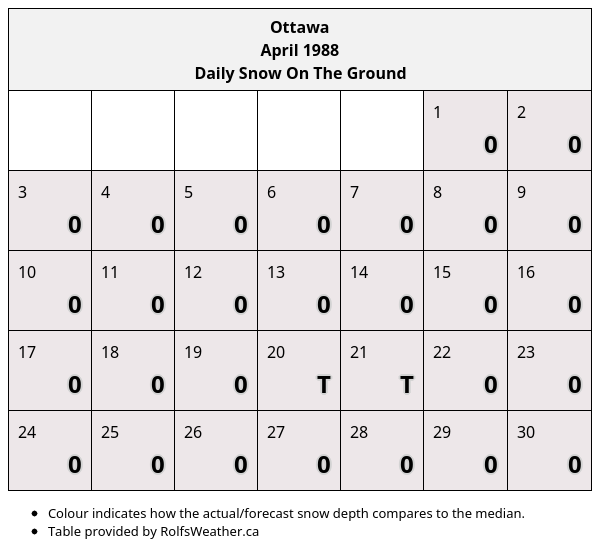 Ottawa
April 1988
Daily Snow On The Ground
1 2
0 0
3 4 5 6 7 8 9
0 0 0 0 0 0 0
10 11 12 13 14 15 16
0 0 0 0 0 0 0
17 18 19 20 21 22 23
0 0 0 T T 0 0
24 25 26 27 28 29 30
0 0 0 0 0 0 0
• Colour indicates how the actual/forecast snow depth compares to the median.
• Table provided by RolfsWeather.ca